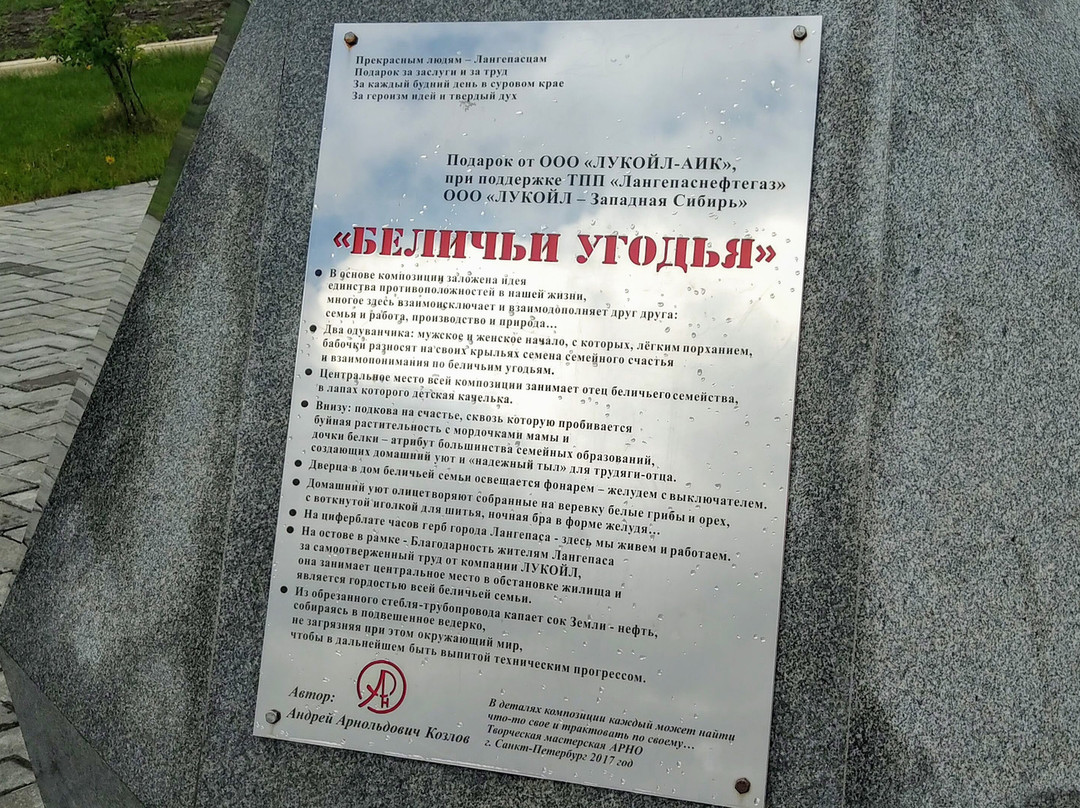 Прекрасным людям – Лангепасцам
Подарок за заслуги и за труд
За каждый будний день в суровом крае
За героизм идей и твердый дух
Подарок от ООО «ЛУКОЙЛ-АИК»,
при поддержке ТПП «Лангепаснефтегаз»
ООО «ЛУКОЙЛ – Западная Сибирь»
«БЕЛИЧЬИ УГОДЬЯ»
● В основе композиции заложена идея
единства противоположностей в нашей жизни,
многое здесь взаимоисключает и взаимодополняет друг друга:
семья и работа, производство и природа...
● Два одуванчика: мужское и женское начало, с которых, лёгким порханием,
бабочки разносят на своих крыльях семена семейного счастья
и взаимопонимания по беличьим угодьям.
● Центральное место всей композиции занимает отец беличьего семейства,
в лапах которого детская качелька.
● Внизу: подкова на счастье, сквозь которую пробивается
буйная растительность с мордочками мамы и
дочки белки – атрибут большинства семейных образований,
создающих домашний уют и «надежный тыл» для трудяги-отца.
● Дверца в дом беличьей семьи освещается фонарем – желудем с выключателем.
● Домашний уют олицетворяют собранные на веревку белые грибы и орех,
с воткнутой иголкой для шитья, ночная бра в форме желудя...
● На циферблате часов герб города Лангепаса - здесь мы живем и работаем.
● На остове в рамке - Благодарность жителям Лангепаса
за самоотверженный труд от компании ЛУКОЙЛ,
она занимает центральное место в обстановке жилища и
является гордостью всей беличьей семьи.
● Из обрезанного стебля-трубопровода капает сок Земли - нефть,
собираясь в подвешенное ведерко,
не загрязняя при этом окружающий мир,
чтобы в дальнейшем быть выпитой техническим прогрессом.
Автор:
Андрей Арнольдович Козлов
В деталях композиции каждый может найти
что-то свое и трактовать по своему...
Творческая мастерская АРНО
г. Санкт-Петербург 2017 год